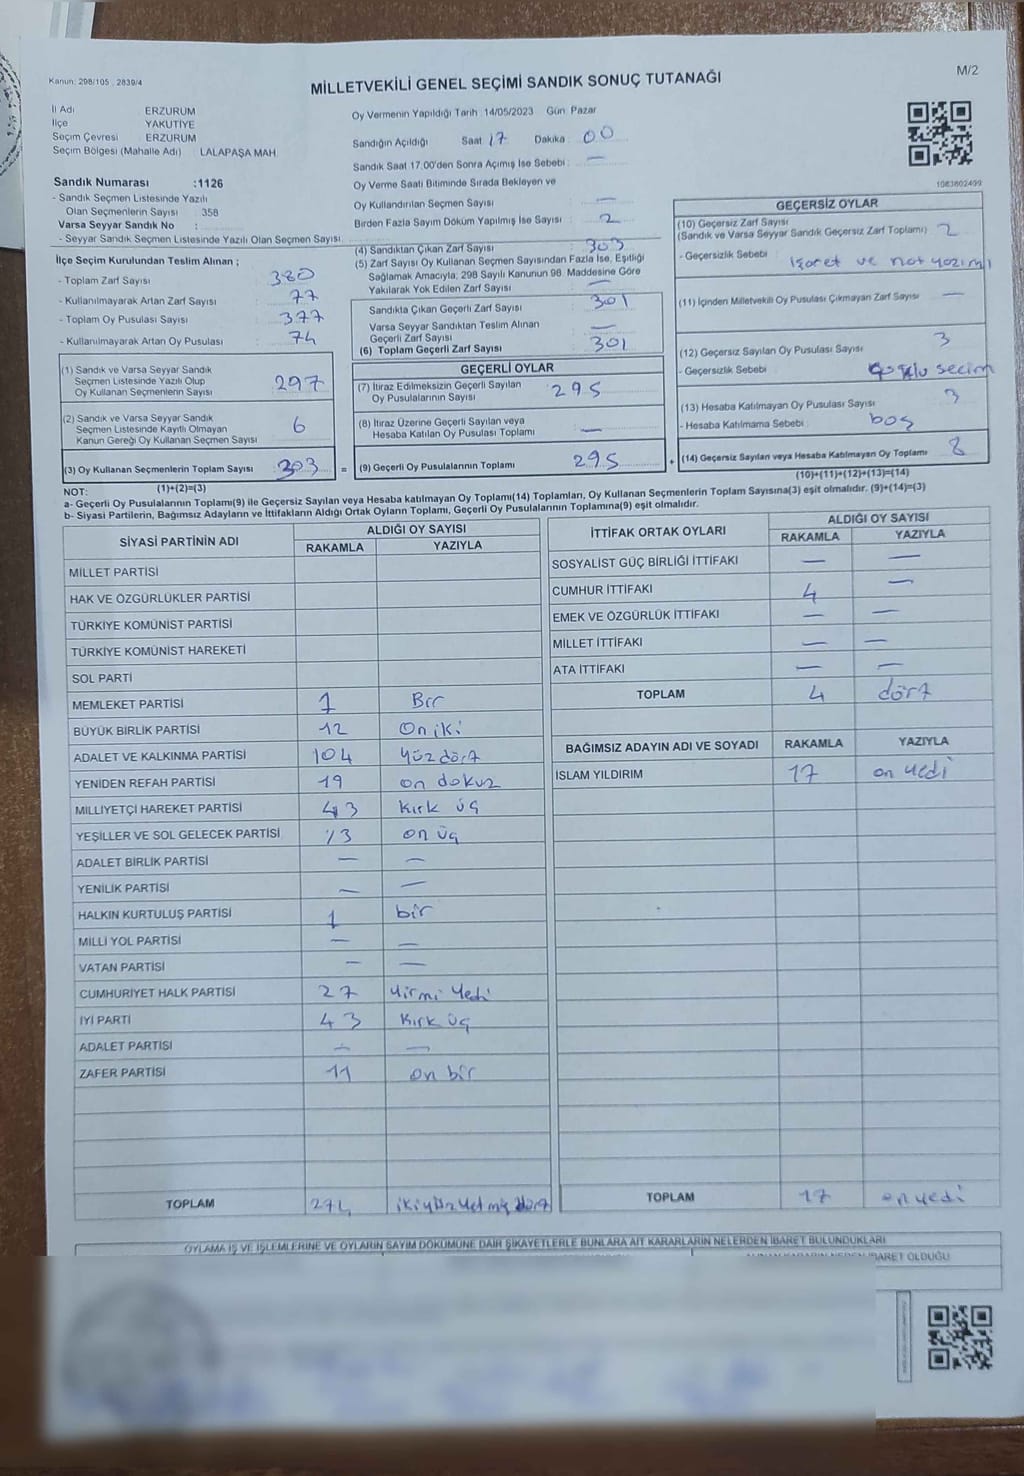 Kanun: 298/105 , 2839/4
MİLLETVEKİLİ GENEL SEÇİMİ SANDIK SONUÇ TUTANAĞI
M/2
İl Adı ERZURUM
İlçe YAKUTİYE
Seçim Çevresi ERZURUM
Seçim Bölgesi (Mahalle Adı) : LALAPAŞA MAH.
Sandık Numarası :1126
- Sandık Seçmen Listesinde Yazılı
Olan Seçmenlerin Sayısı : 358
Varsa Seyyar Sandık No :
- Seyyar Sandık Seçmen Listesinde Yazılı Olan Seçmen Sayısı
İlçe Seçim Kurulundan Teslim Alınan ;
- Toplam Zarf Sayısı : 380
- Kullanılmayarak Artan Zarf Sayısı : 77
- Toplam Oy Pusulası Sayısı : 377
- Kullanılmayarak Artan Oy Pusulası : 74
(1) Sandık ve Varsa Seyyar Sandık
Seçmen Listesinde Yazılı Olup
Oy Kullanan Seçmenlerin Sayısı 297
(2) Sandık ve Varsa Seyyar Sandık
Seçmen Listesinde Kayıtlı Olmayan
Kanun Gereği Oy Kullanan Seçmen Sayısı 6
(3) Oy Kullanan Seçmenlerin Toplam Sayısı 303
(1)+(2)=(3)
Oy Vermenin Yapıldığı Tarih 14/05/2023 Gün: Pazar
Sandığın Açıldığı Saat 17 Dakika : 00
Sandık Saat 17.00'den Sonra Açılmış İse Sebebi : —
Oy Verme Saati Bitiminde Sırada Bekleyen ve
Oy Kullandırılan Seçmen Sayısı —
Birden Fazla Sayım Döküm Yapılmış İse Sayısı : 2
(4) Sandıktan Çıkan Zarf Sayısı : 303
(5) Zarf Sayısı Oy Kullanan Seçmen Sayısından Fazla İse, Eşitliği
Sağlamak Amacıyla; 298 Sayılı Kanunun 98. Maddesine Göre
Yakılarak Yok Edilen Zarf Sayısı : —
Sandıkta Çıkan Geçerli Zarf Sayısı : 301
Varsa Seyyar Sandıktan Teslim Alınan
Geçerli Zarf Sayısı : —
(6) Toplam Geçerli Zarf Sayısı : 301
GEÇERLİ OYLAR
(7) İtiraz Edilmeksizin Geçerli Sayılan
Oy Pusulalarının Sayısı : 295
(8) İtiraz Üzerine Geçerli Sayılan veya
Hesaba Katılan Oy Pusulası Toplamı : —
= (9) Geçerli Oy Pusulalarının Toplamı 295
1083802409
GEÇERSİZ OYLAR
(10) Geçersiz Zarf Sayısı
(Sandık ve Varsa Seyyar Sandık Geçersiz Zarf Toplamı) : 2
- Geçersizlik Sebebi : işaret ve not yazımı
(11) İçinden Milletvekili Oy Pusulası Çıkmayan Zarf Sayısı : —
(12) Geçersiz Sayılan Oy Pusulası Sayısı : 3
- Geçersizlik Sebebi : seçim
(13) Hesaba Katılmayan Oy Pusulası Sayısı : 3
- Hesaba Katılmama Sebebi : boş
+ (14) Geçersiz Sayılan veya Hesaba Katılmayan Oy Toplamı : 8
(10)+(11)+(12)+(13)=(14)
NOT:
a- Geçerli Oy Pusulalarının Toplamı(9) ile Geçersiz Sayılan veya Hesaba katılmayan Oy Toplamı(14) Toplamları, Oy Kullanan Seçmenlerin Toplam Sayısına(3) eşit olmalıdır. (9)+(14)=(3)
b- Siyasi Partilerin, Bağımsız Adayların ve İttifakların Aldığı Ortak Oyların Toplamı, Geçerli Oy Pusulalarının Toplamına(9) eşit olmalıdır.
SİYASİ PARTİNİN ADI ALDIĞI OY SAYISI
RAKAMLA YAZIYLA
MİLLET PARTİSİ
HAK VE ÖZGÜRLÜKLER PARTİSİ
TÜRKİYE KOMÜNİST PARTİSİ
TÜRKİYE KOMÜNİST HAREKETİ
SOL PARTİ
MEMLEKET PARTİSİ 1 Bir
BÜYÜK BİRLİK PARTİSİ 12 On iki
ADALET VE KALKINMA PARTİSİ 104 Yüz dört
YENİDEN REFAH PARTİSİ 19 on dokuz
MİLLİYETÇİ HAREKET PARTİSİ 43 Kırk üç
YEŞİLLER VE SOL GELECEK PARTİSİ 13 on üç
ADALET BİRLİK PARTİSİ — —
YENİLİK PARTİSİ — —
HALKIN KURTULUŞ PARTİSİ 1 bir
MİLLİ YOL PARTİSİ — —
VATAN PARTİSİ — —
CUMHURİYET HALK PARTİSİ 27 Yirmi Yedi
İYİ PARTİ 43 Kırk üç
ADALET PARTİSİ — —
ZAFER PARTİSİ 11 on bir
TOPLAM 274 ikiyüz yetmiş dört
İTTİFAK ORTAK OYLARI ALDIĞI OY SAYISI
RAKAMLA YAZIYLA
SOSYALİST GÜÇ BİRLİĞİ İTTİFAKI — —
CUMHUR İTTİFAKI 4 —
EMEK VE ÖZGÜRLÜK İTTİFAKI — —
MİLLET İTTİFAKI — —
ATA İTTİFAKI — —
TOPLAM 4 dört
BAĞIMSIZ ADAYIN ADI VE SOYADI RAKAMLA YAZIYLA
İSLAM YILDIRIM 17 on yedi
TOPLAM 17 on yedi
OYLAMA İŞ VE İŞLEMLERİNE VE OYLARIN SAYIM DÖKÜMÜNE DAİR ŞİKAYETLERLE BUNLARA AİT KARARLARIN NELERDEN İBARET BULUNDUKLARI
ALINAN KARARIN NEDEN İBARET OLDUĞU